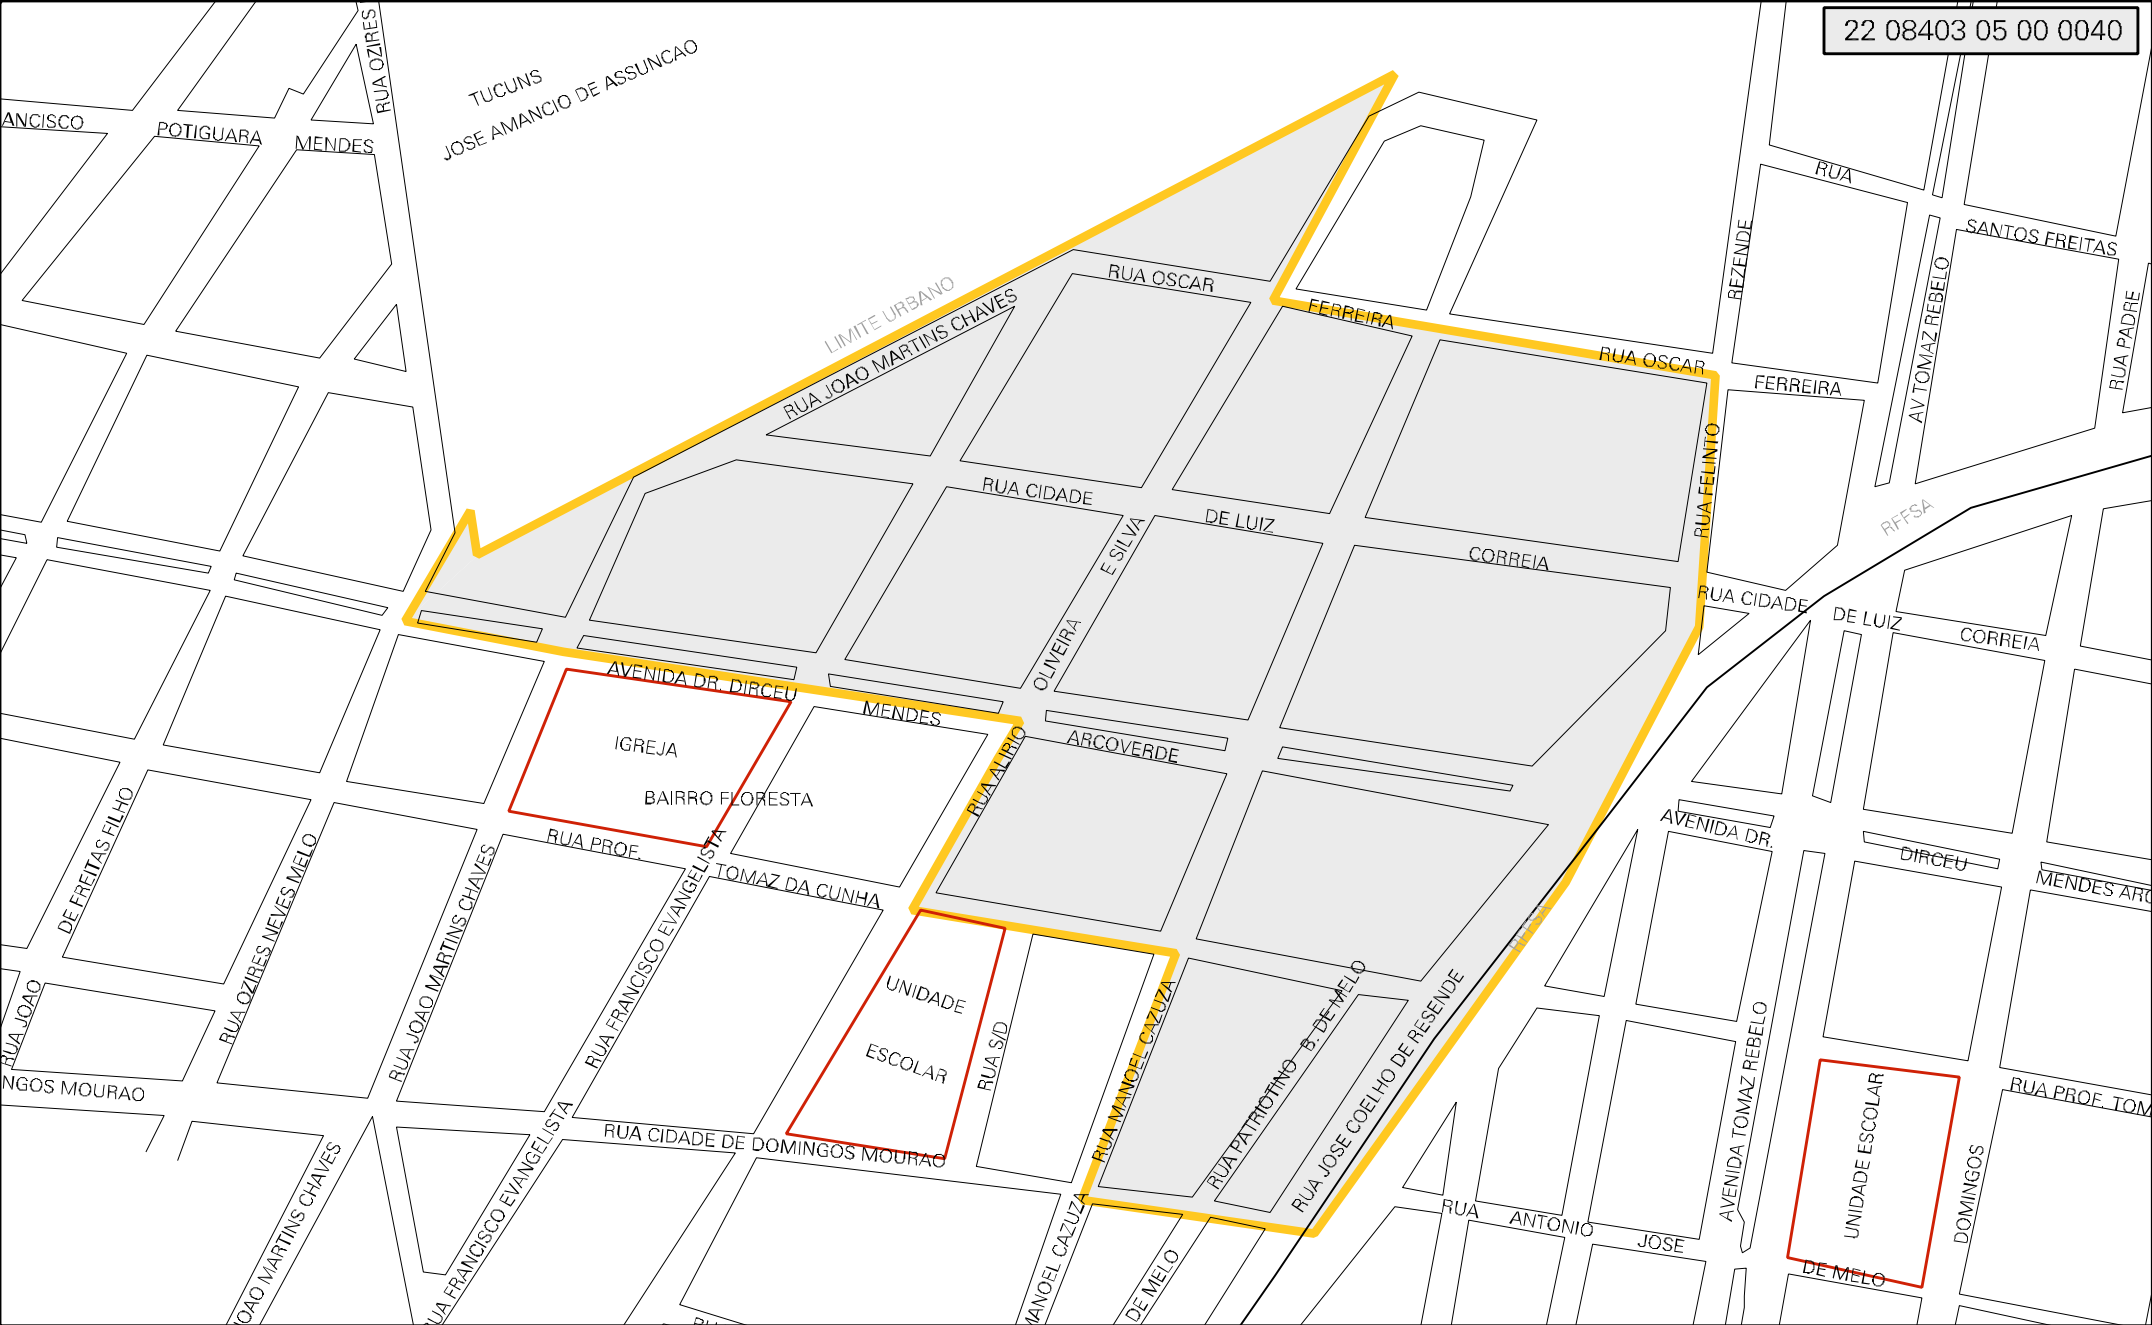 22 08403 05 00 0040
RUA OZIRES
TUCUNS
JOSE AMANCIO DE ASSUNCAO
ANCISCO
POTIGUARA
MENDES
RUA
SANTOS FREITAS
REZENDE
AV TOMAZ REBELO
RUA PADRE
LIMITE URBANO
RUA JOAO MARTINS CHAVES
RUA OSCAR
FERREIRA
RUA OSCAR
FERREIRA
RUA FELINTO
RFFSA
RUA CIDADE
DE LUIZ
CORREIA
RUA CIDADE
DE LUIZ
CORREIA
OLIVEIRA
E SILVA
AVENIDA DR. DIRCEU
MENDES
ARCOVERDE
RUA ALIRIO
IGREJA
BAIRRO FLORESTA
RUA PROF.
TOMAZ DA CUNHA
AVENIDA DR.
DIRCEU
MENDES ARC
DE FREITAS FILHO
RUA OZIRES NEVES MELO
RUA JOAO MARTINS CHAVES
RUA FRANCISCO EVANGELISTA
UNIDADE
ESCOLAR
RUA S/D
RUA MANOEL CAZUZA
RUA PATRIOTINO
B. DE MELO
RUA JOSE COELHO DE RESENDE
RFFSA
RUA JOAO
NGOS MOURAO
RUA CIDADE DE DOMINGOS MOURAO
AVENIDA TOMAZ REBELO
UNIDADE ESCOLAR
RUA PROF. TOM
DOMINGOS
RUA
ANTONIO
JOSE
DE MELO
JOAO MARTINS CHAVES
UA FRANCISCO EVANGELISTA
MANOEL CAZUZA
DE MELO